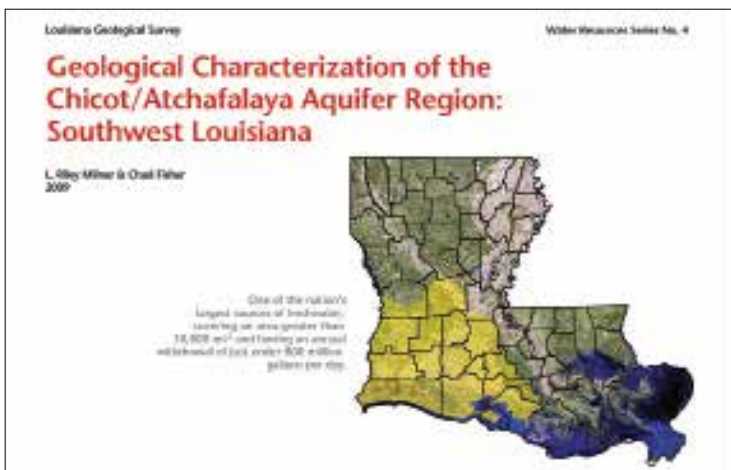 Louisiana Geological Survey
Water Resources Series No. 4
Geological Characterization of the
Chicot/Atchafalaya Aquifer Region:
Southwest Louisiana
L. Riley Milner & Chad Fisher
2009
One of the nation's
largest sources of freshwater,
covering an area greater than
mi² and having an annual
withdrawal of just under million
gallons per day.